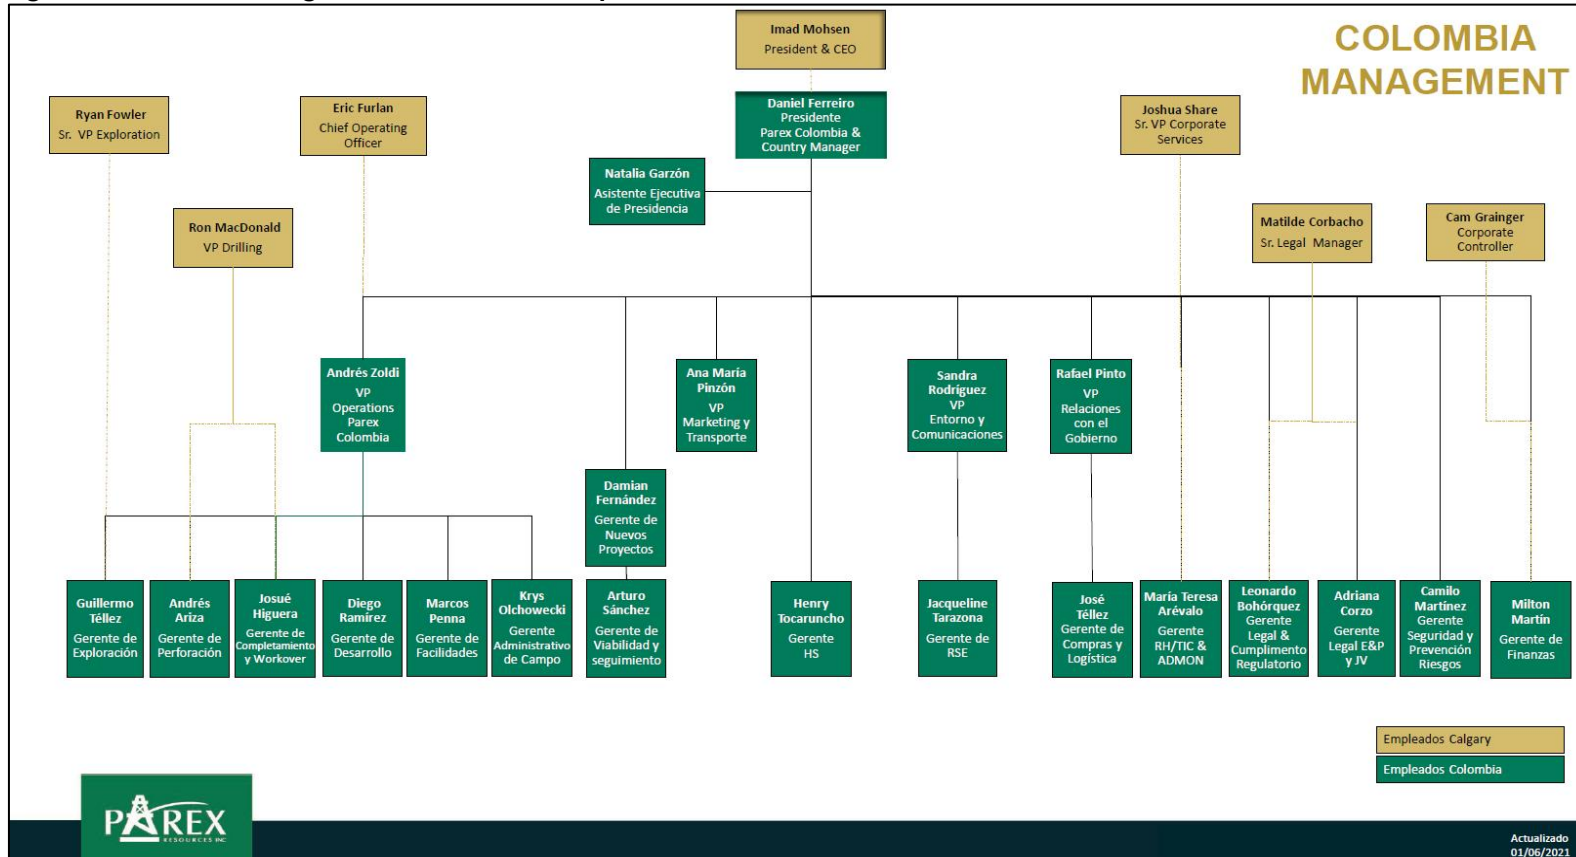 Imad Mohsen
President & CEO
COLOMBIA
MANAGEMENT
Ryan Fowler
Sr. VP Exploration
Eric Furlan
Chief Operating
Officer
Daniel Ferreiro
Presidente
Parex Colombia &
Country Manager
Joshua Share
Sr. VP Corporate
Services
Natalia Garzón
Asistente Ejecutiva
de Presidencia
Ron MacDonald
VP Drilling
Matilde Corbacho
Sr. Legal Manager
Cam Grainger
Corporate
Controller
Andrés Zoldi
VP
Operations
Parex
Colombia
Ana María
Pinzón
VP
Marketing y
Transporte
Sandra
Rodríguez
VP
Entorno y
Comunicaciones
Rafael Pinto
VP
Relaciones
con el
Gobierno
Damian
Fernández
Gerente de
Nuevos
Proyectos
Guillermo
Téllez
Gerente de
Exploración
Andrés
Ariza
Gerente de
Perforación
Josué
Higuera
Gerente de
Completamiento
y Workover
Diego
Ramírez
Gerente de
Desarrollo
Marcos
Penna
Gerente de
Facilidades
Krys
Olchowecki
Gerente
Administrativo
de Campo
Arturo
Sánchez
Gerente de
Viabilidad y
seguimiento
Henry
Tocaruncho
Gerente
HS
Jacqueline
Tarazona
Gerente de
RSE
José
Téllez
Gerente de
Compras y
Logística
María Teresa
Arévalo
Gerente
RH/TIC &
ADMON
Leonardo
Bohórquez
Gerente
Legal &
Cumplimento
Regulatorio
Adriana
Corzo
Gerente
Legal E&P
y JV
Camilo
Martínez
Gerente
Seguridad y
Prevención
Riesgos
Milton
Martín
Gerente de
Finanzas
Empleados Calgary
Empleados Colombia
PAREX
RESOURCES INC
Actualizado
01/06/2021